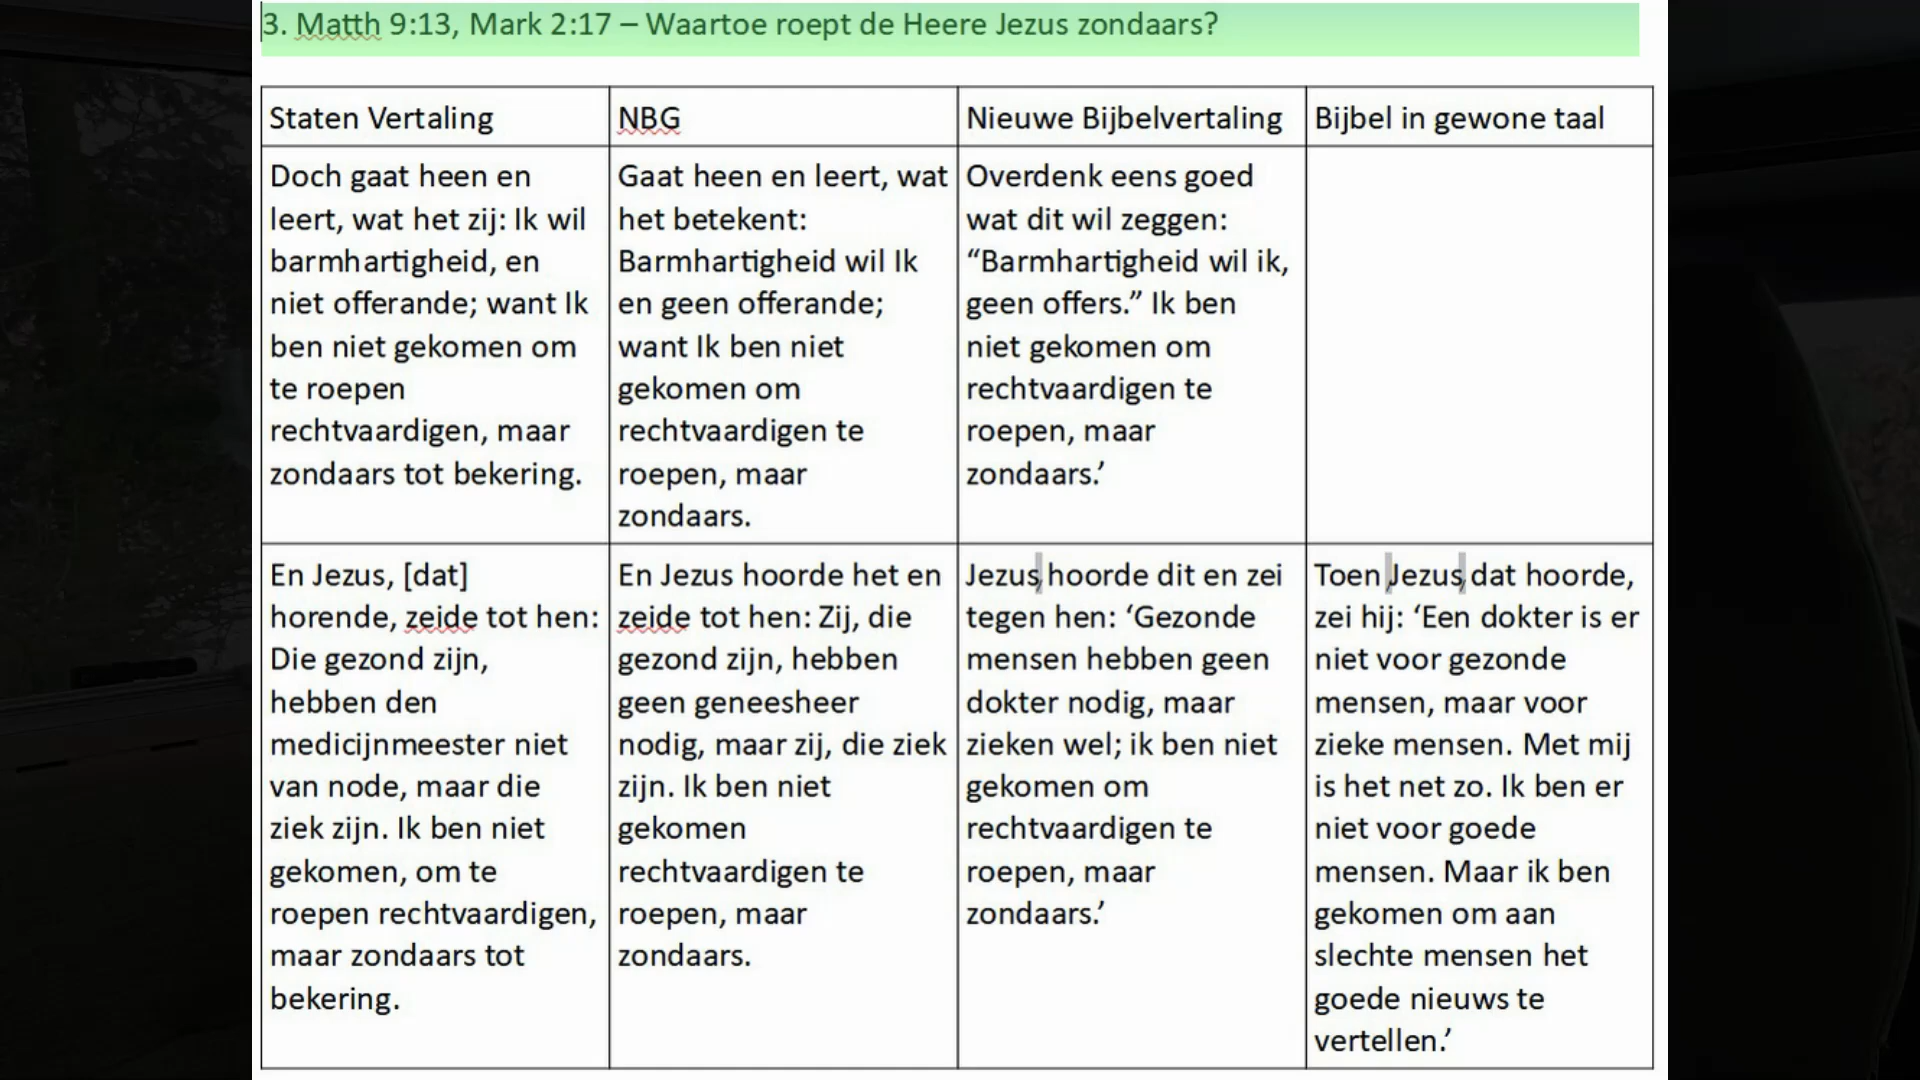 3. Matth 9:13, Mark 2:17 – Waartoe roept de Heere Jezus zondaars?
Staten Vertaling
NBG
Nieuwe Bijbelvertaling
Bijbel in gewone taal
Doch gaat heen en
leert, wat het zij: Ik wil
barmhartigheid, en
niet offerande; want Ik
ben niet gekomen om
te roepen
rechtvaardigen, maar
zondaars tot bekering.
Gaat heen en leert, wat
het betekent:
Barmhartigheid wil Ik
en geen offerande;
want Ik ben niet
gekomen om
rechtvaardigen te
roepen, maar
zondaars.
Overdenk eens goed
wat dit wil zeggen:
“Barmhartigheid wil ik,
geen offers.” Ik ben
niet gekomen om
rechtvaardigen te
roepen, maar
zondaars.’
En Jezus, [dat]
horende, zeide tot hen:
Die gezond zijn,
hebben den
medicijnmeester niet
van node, maar die
ziek zijn. Ik ben niet
gekomen, om te
roepen rechtvaardigen,
maar zondaars tot
bekering.
En Jezus hoorde het en
zeide tot hen: Zij, die
gezond zijn, hebben
geen geneesheer
nodig, maar zij, die ziek
zijn. Ik ben niet
gekomen
rechtvaardigen te
roepen, maar
zondaars.
Jezus, hoorde dit en zei
tegen hen: ‘Gezonde
mensen hebben geen
dokter nodig, maar
zieken wel; ik ben niet
gekomen om
rechtvaardigen te
roepen, maar
zondaars.’
Toen ,Jezus, dat hoorde,
zei hij: ‘Een dokter is er
niet voor gezonde
mensen, maar voor
zieke mensen. Met mij
is het net zo. Ik ben er
niet voor goede
mensen. Maar ik ben
gekomen om aan
slechte mensen het
goede nieuws te
vertellen.’